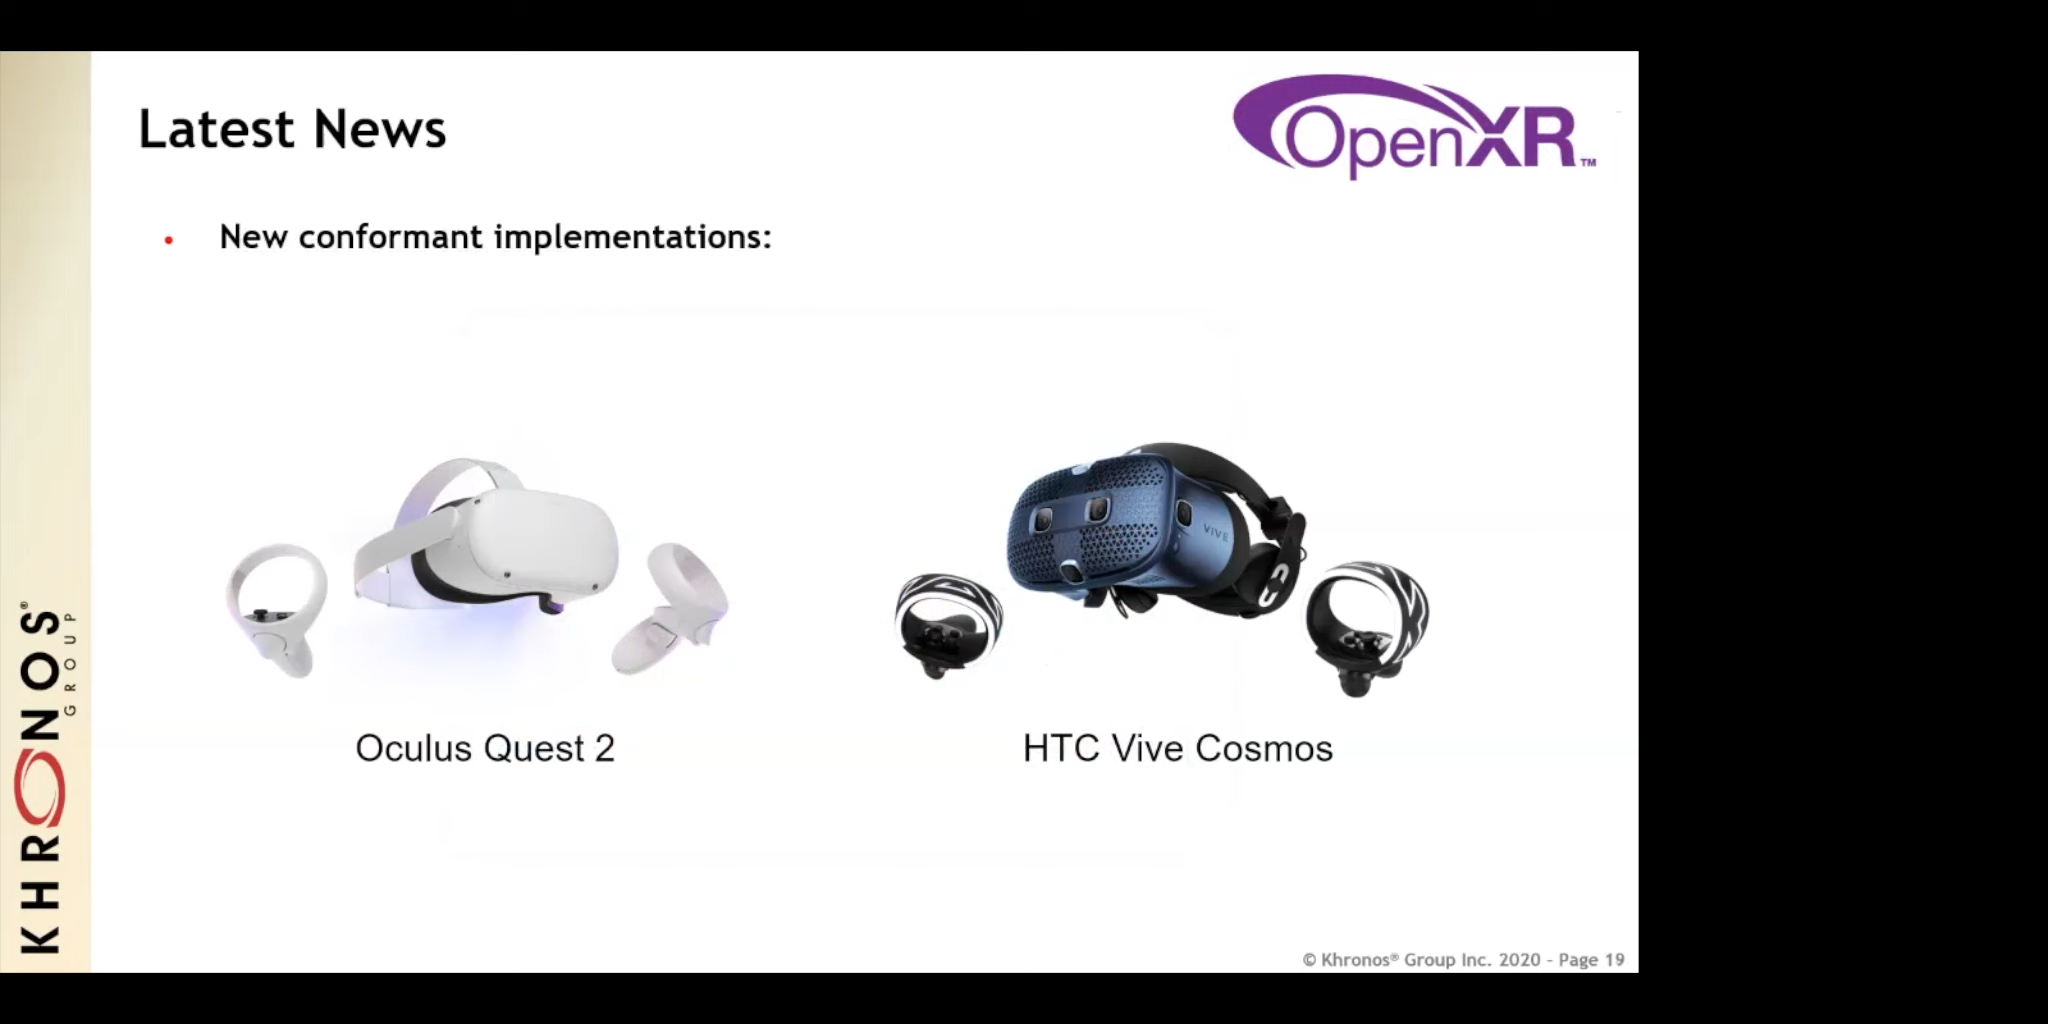 Latest News
OpenXR™
• New conformant implementations:
VIVE
Oculus Quest 2
HTC Vive Cosmos
KHRONOS®
GROUP
© Khronos® Group Inc. 2020 - Page 19